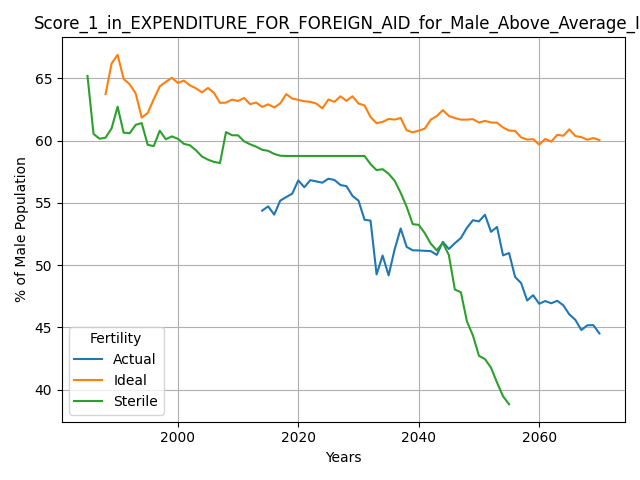 Score_1_in_EXPENDITURE_FOR_FOREIGN_AID_for_Male_Above_Average_I
% of Male Population
65
60
55
50
45
40
Fertility
Actual
Ideal
Sterile
2000 2020 2040 2060
Years